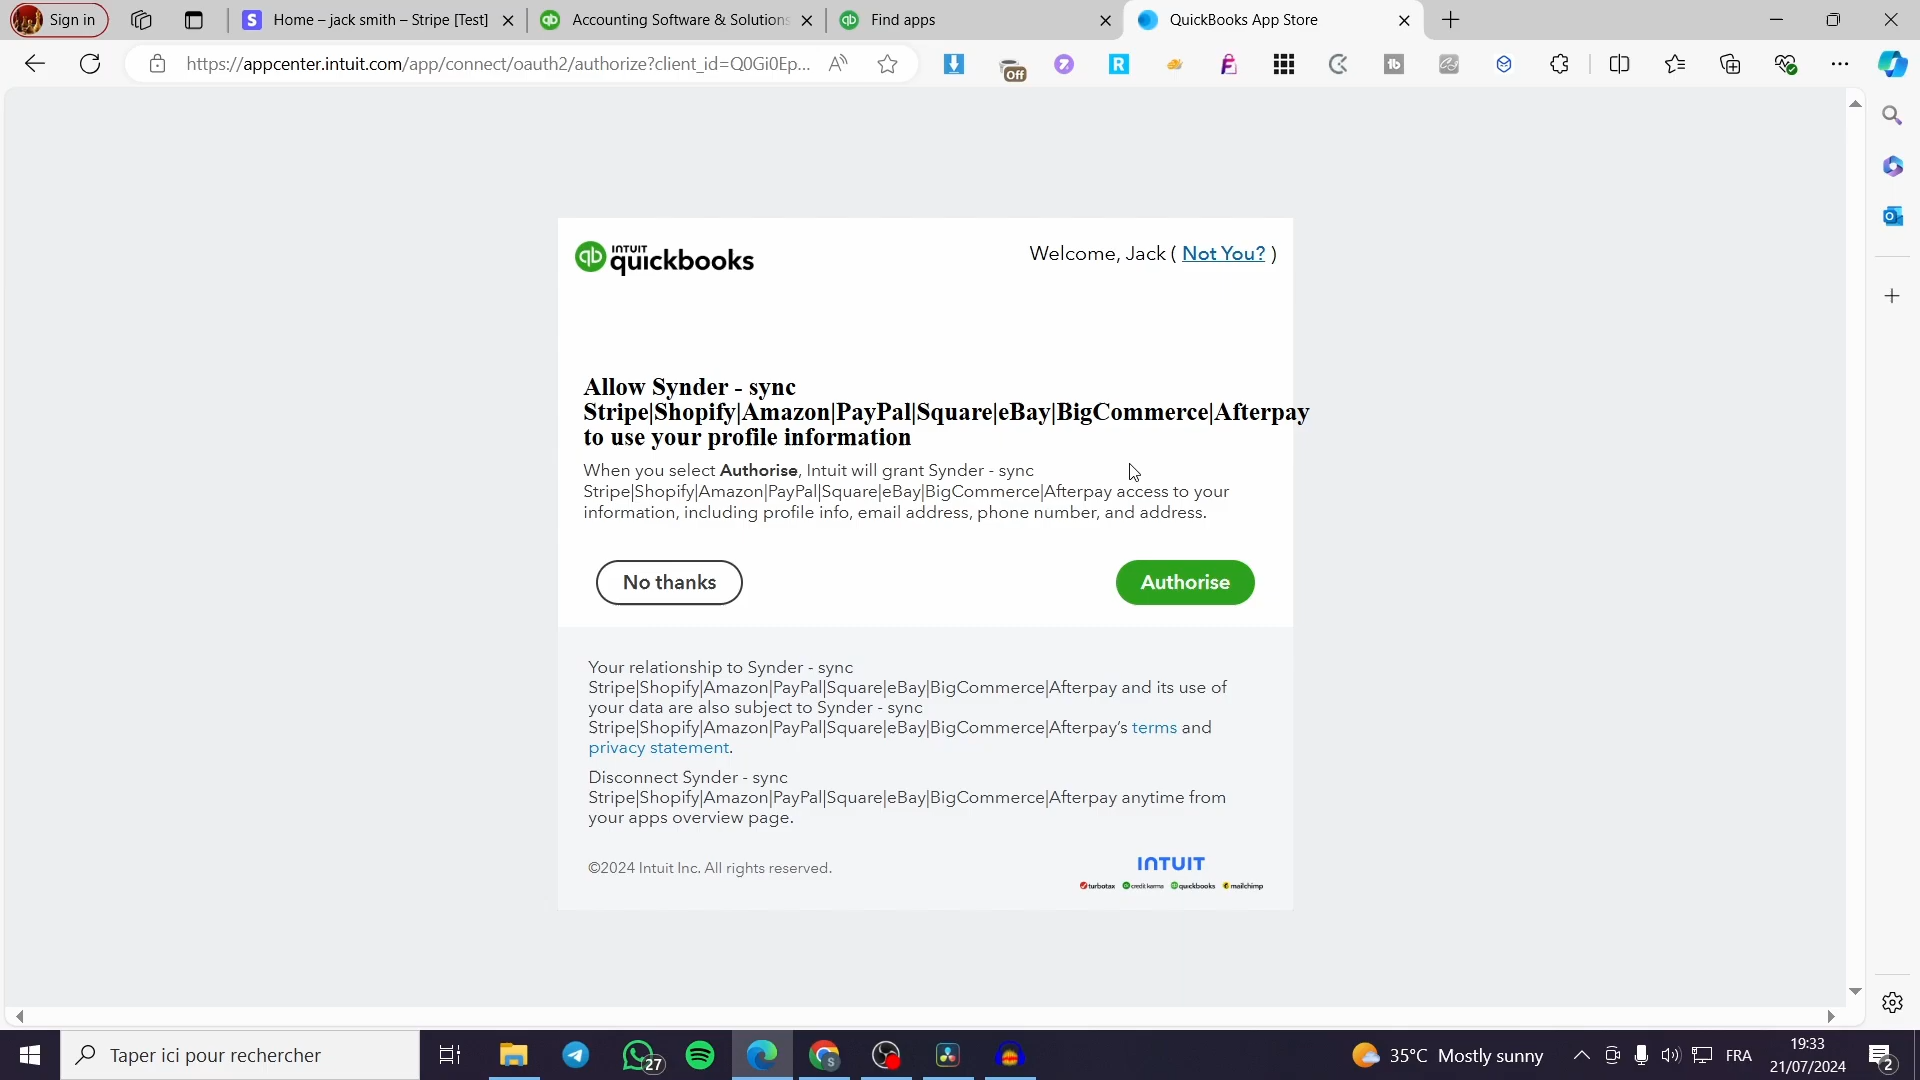 Sign in
Home – jack smith – Stripe [Test]
Accounting Software & Solutions
Find apps
QuickBooks App Store
https://appcenter.intuit.com/app/connect/oauth2/authorize?client_id=Q0Gi0Ep...
Off
INTUIT
quickbooks
Welcome, Jack ( Not You? )
Allow Synder - sync
Stripe|Shopify|Amazon|PayPal|Square|eBay|BigCommerce|Afterpay
to use your profile information
When you select Authorise, Intuit will grant Synder - sync
Stripe|Shopify|Amazon|PayPal|Square|eBay|BigCommerce|Afterpay access to your
information, including profile info, email address, phone number, and address.
No thanks
Authorise
Your relationship to Synder - sync
Stripe|Shopify|Amazon|PayPal|Square|eBay|BigCommerce|Afterpay and its use of
your data are also subject to Synder - sync
Stripe|Shopify|Amazon|PayPal|Square|eBay|BigCommerce|Afterpay's terms and
privacy statement.
Disconnect Synder - sync
Stripe|Shopify|Amazon|PayPal|Square|eBay|BigCommerce|Afterpay anytime from
your apps overview page.
©2024 Intuit Inc. All rights reserved.
INTUIT
turbotax creditkarma quickbooks mailchimp
Taper ici pour rechercher
27
35°C Mostly sunny
FRA
19:33
21/07/2024
2